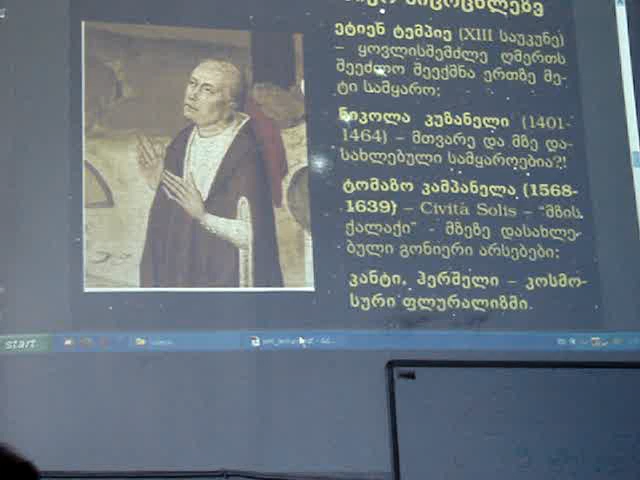 ეტიენ ტემპიე (XIII საუკუნე)
– ყოვლისშემძლე ღმერთს
შეეძლო შეექმნა ერთზე მე-
ტი სამყარო;
ნიკოლა კუზანელი (1401-
1464) – მთვარე და მზე და-
სახლებული სამყაროებია?!
ტომაზო კამპანელა (1568-
1639) – Civitа Solis – “მზის
ქალაქი” - მზეზე დასახლე-
ბული გონიერი არსებები;
კანტი, ჰერშელი – კოსმო-
სური ფლურალიზმი.
start